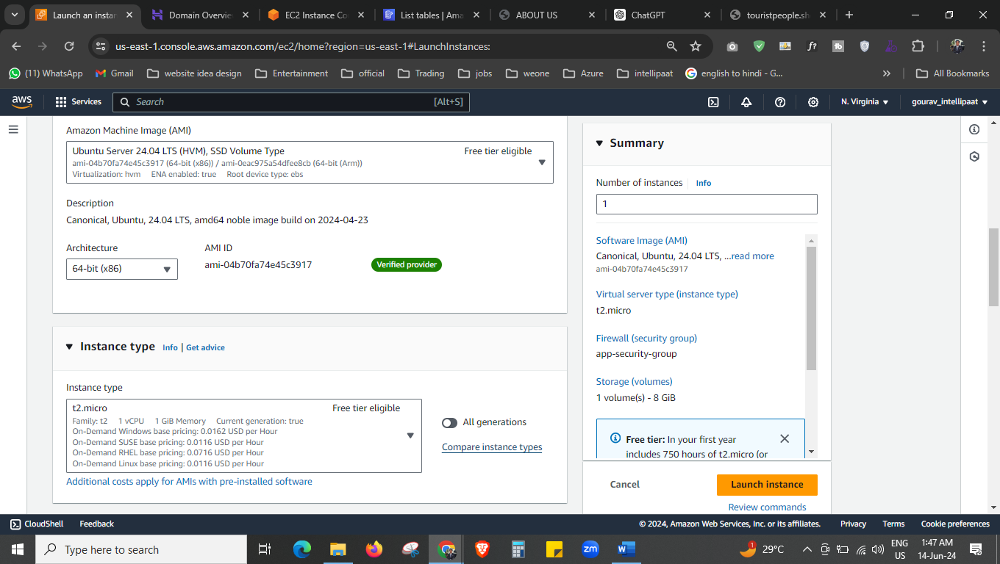 Launch an instan
Domain Overvie
EC2 Instance Co
List tables | Ama
ABOUT US
ChatGPT
touristpeople.sh
us-east-1.console.aws.amazon.com/ec2/home?region=us-east-1#LaunchInstances:
(11) WhatsApp
Gmail
website idea design
Entertainment
official
Trading
jobs
weone
Azure
intellipaat
english to hindi - G...
All Bookmarks
aws
Services
Search
[Alt+S]
N. Virginia
gourav_intellipaat
Amazon Machine Image (AMI)
Ubuntu Server 24.04 LTS (HVM), SSD Volume Type
Free tier eligible
ami-04b70fa74e45c3917 (64-bit (x86)) / ami-0eac975a54dfee8cb (64-bit (Arm))
Virtualization: hvm ENA enabled: true Root device type: ebs
Description
Canonical, Ubuntu, 24.04 LTS, amd64 noble image build on 2024-04-23
Architecture
AMI ID
64-bit (x86)
ami-04b70fa74e45c3917
Verified provider
Instance type Info | Get advice
Instance type
t2.micro
Free tier eligible
Family: t2 1 vCPU 1 GiB Memory Current generation: true
On-Demand Windows base pricing: 0.0162 USD per Hour
On-Demand SUSE base pricing: 0.0116 USD per Hour
On-Demand RHEL base pricing: 0.0716 USD per Hour
On-Demand Linux base pricing: 0.0116 USD per Hour
All generations
Compare instance types
Additional costs apply for AMIs with pre-installed software
Summary
Number of instances Info
1
Software Image (AMI)
Canonical, Ubuntu, 24.04 LTS, ...read more
ami-04b70fa74e45c3917
Virtual server type (instance type)
t2.micro
Firewall (security group)
app-security-group
Storage (volumes)
1 volume(s) - 8 GiB
Free tier: In your first year
includes 750 hours of t2.micro (or
Cancel
Launch instance
Review commands
CloudShell
Feedback
© 2024, Amazon Web Services, Inc. or its affiliates.
Privacy
Terms
Cookie preferences
Type here to search
zm
1
29°C
ENG
US
1:47 AM
14-Jun-24